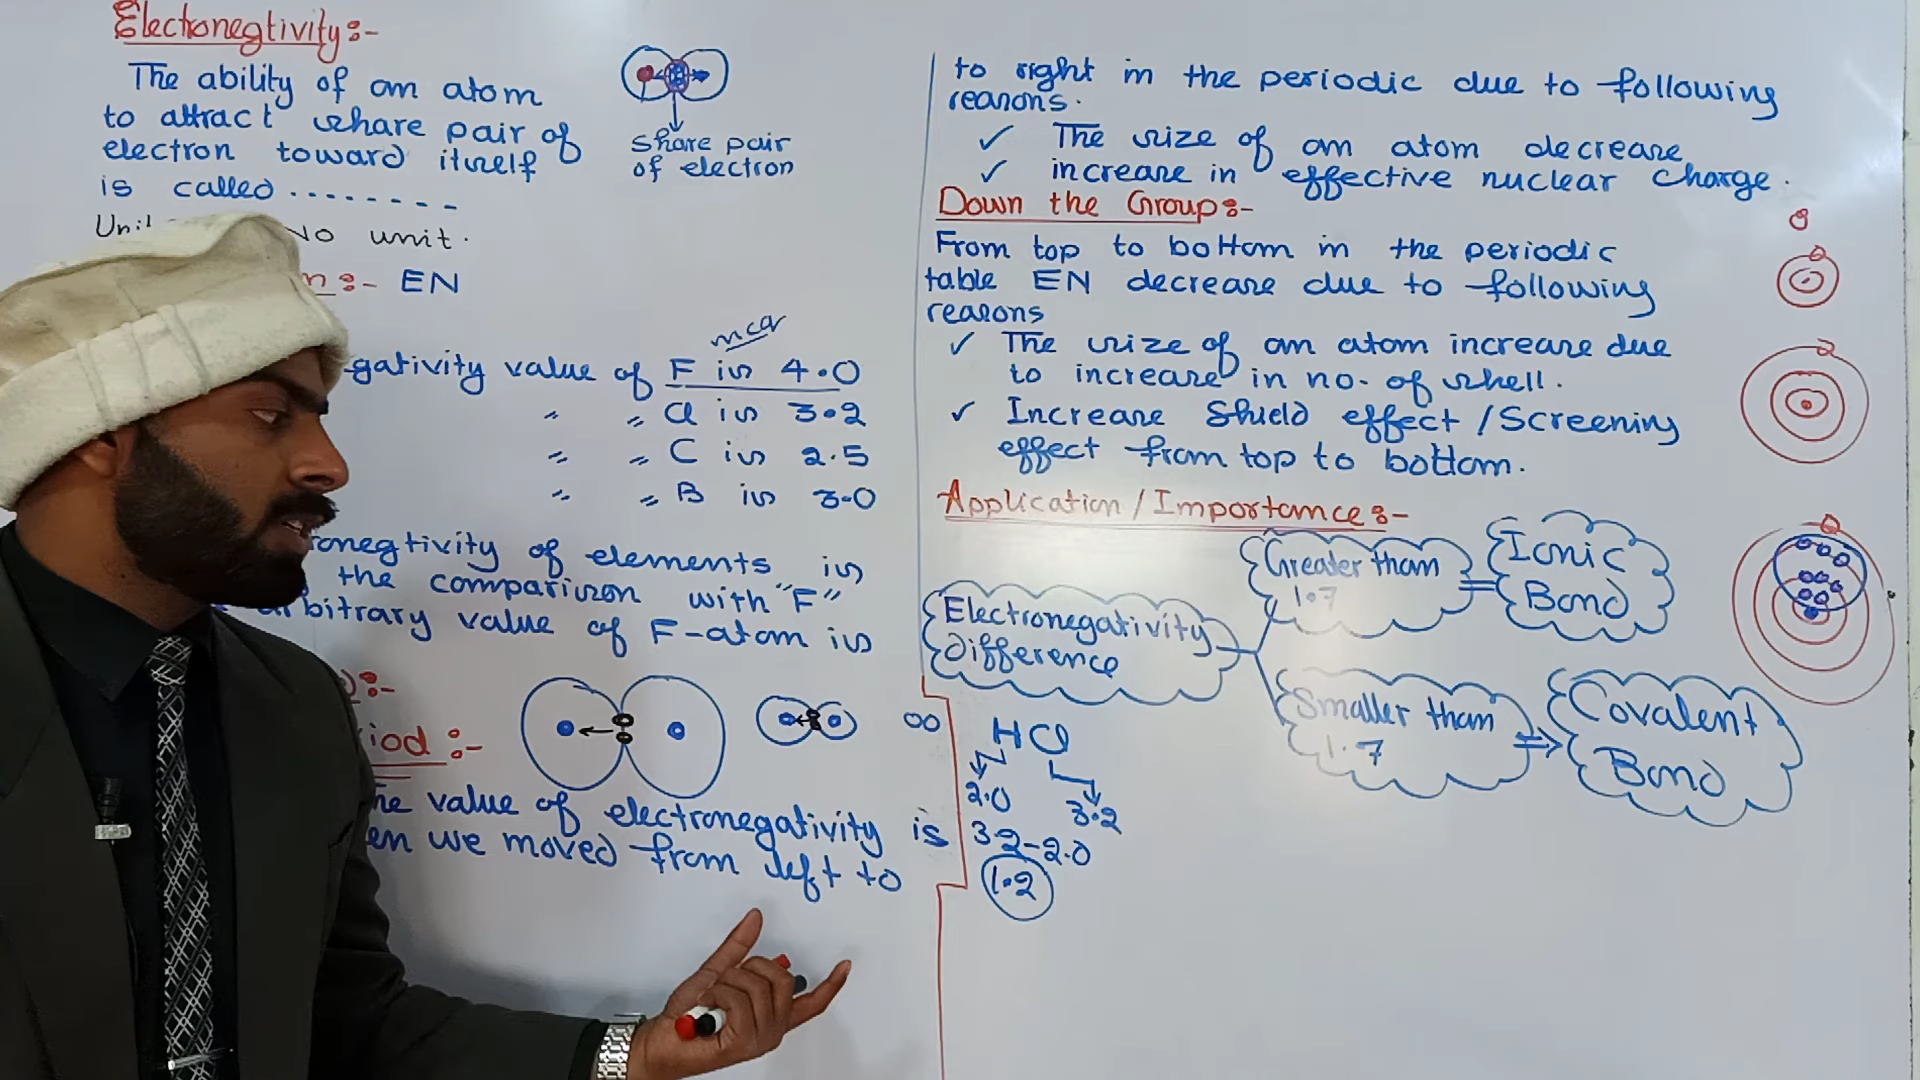 Electronegtivity:-
The ability of an atom
to attract share pair of
electron toward itself
is called --------
No unit.
:- EN
share pair
of electron
mcq
gativity value of F is 4.0
" " Cl is 3.2
" " C is 2.5
" " B is 3.0
onegtivity of elements is
the comparison with "F"
bitrary value of F-atom is
iod :-
he value of electronegativity is
en we moved from left to
to right in the periodic due to following
reasons.
✓ The size of an atom decrease
✓ increase in effective nuclear charge.
Down the Group:-
From top to bottom in the periodic
table EN decrease due to following
reasons
✓ The size of an atom increase due
to increase in no. of shell.
✓ Increase Shield effect / Screening
effect from top to bottom.
Application / Importance:-
Electronegativity
Difference
Greater than
1.7
Ionic
Bond
Smaller than
1.7
Covalent
Bond
HCl
2.0
3.2
3.2-2.0
1.2